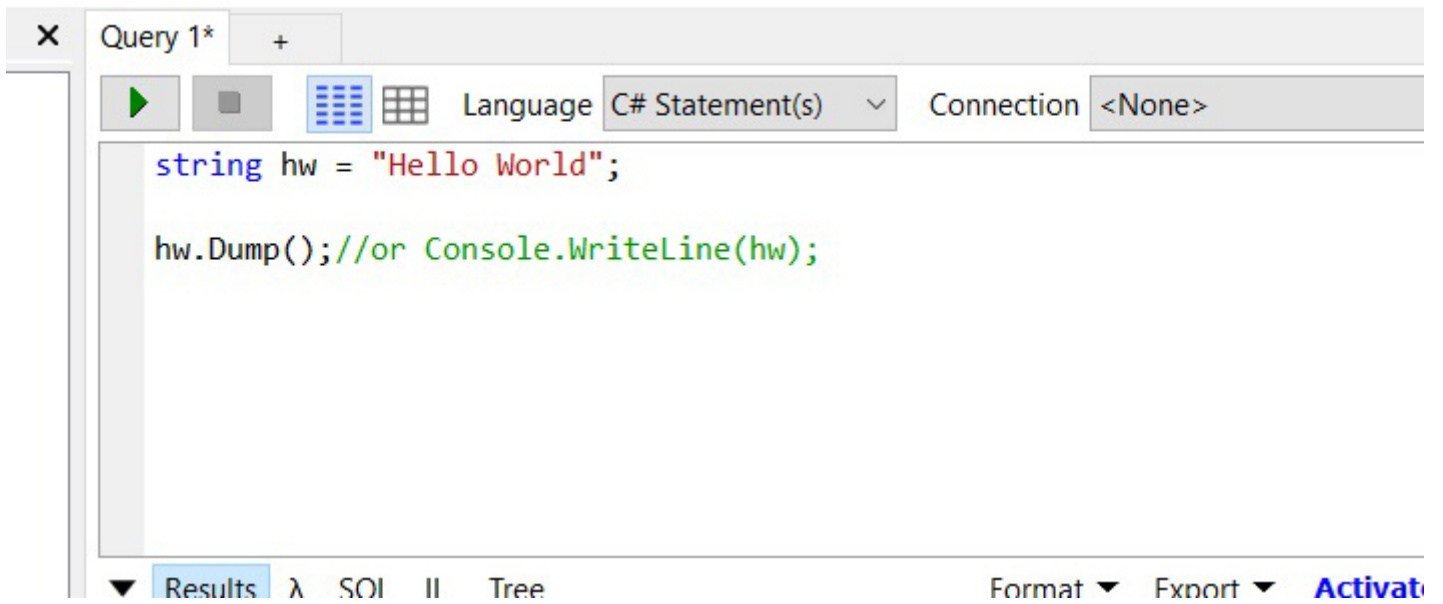 Query 1* +
Language C# Statement(s) Connection <None>
string hw = "Hello World";
hw.Dump();//or Console.WriteLine(hw);
Results λ SQL IL Tree Format Export